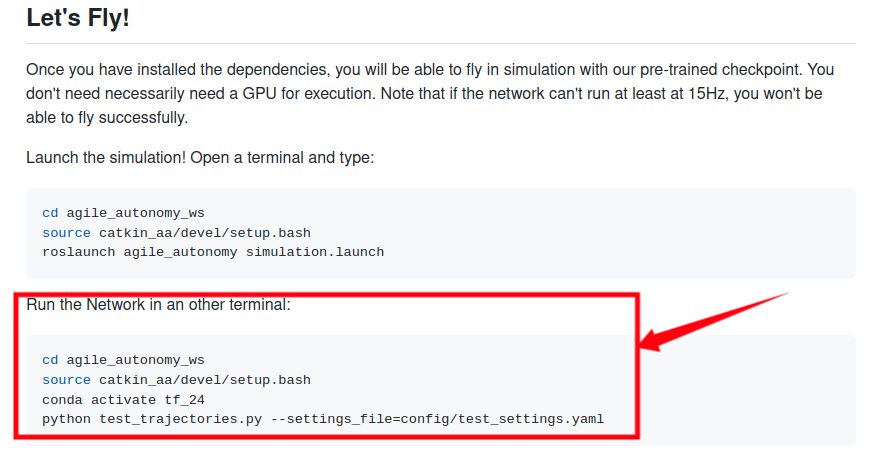 Let's Fly!
Once you have installed the dependencies, you will be able to fly in simulation with our pre-trained checkpoint. You
don't need necessarily need a GPU for execution. Note that if the network can't run at least at 15Hz, you won't be
able to fly successfully.
Launch the simulation! Open a terminal and type:
cd agile_autonomy_ws
source catkin_aa/devel/setup.bash
roslaunch agile_autonomy simulation.launch
Run the Network in an other terminal:
cd agile_autonomy_ws
source catkin_aa/devel/setup.bash
conda activate tf_24
python test_trajectories.py --settings_file=config/test_settings.yaml